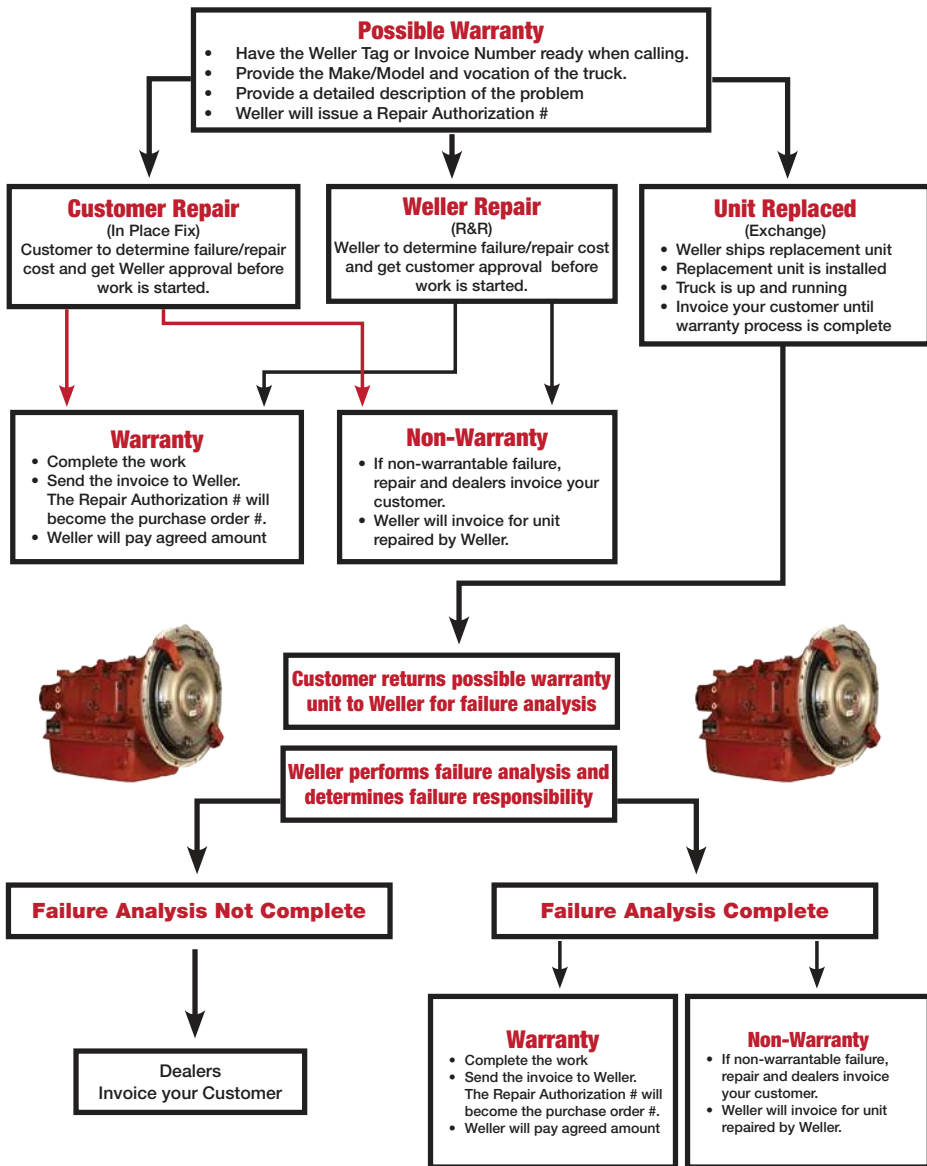 Possible Warranty
• Have the Weller Tag or Invoice Number ready when calling.
• Provide the Make/Model and vocation of the truck.
• Provide a detailed description of the problem
• Weller will issue a Repair Authorization #
Customer Repair
(In Place Fix)
Customer to determine failure/repair
cost and get Weller approval before
work is started.
Weller Repair
(R&R)
Weller to determine failure/repair cost
and get customer approval before
work is started.
Unit Replaced
(Exchange)
• Weller ships replacement unit
• Replacement unit is installed
• Truck is up and running
• Invoice your customer until
warranty process is complete
Warranty
• Complete the work
• Send the invoice to Weller.
The Repair Authorization # will
become the purchase order #.
• Weller will pay agreed amount
Non-Warranty
• If non-warrantable failure,
repair and dealers invoice your
customer.
• Weller will invoice for unit
repaired by Weller.
Customer returns possible warranty
unit to Weller for failure analysis
Weller performs failure analysis and
determines failure responsibility
Failure Analysis Not Complete
Failure Analysis Complete
Dealers
Invoice your Customer
Warranty
• Complete the work
• Send the invoice to Weller.
The Repair Authorization # will
become the purchase order #.
• Weller will pay agreed amount
Non-Warranty
• If non-warrantable failure,
repair and dealers invoice
your customer.
• Weller will invoice for unit
repaired by Weller.